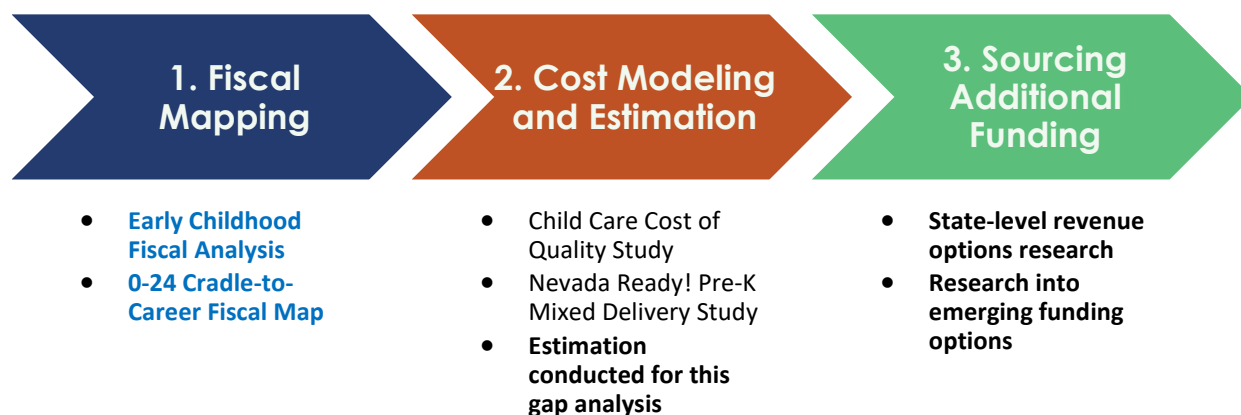 1. Fiscal
Mapping
2. Cost Modeling
and Estimation
3. Sourcing
Additional
Funding
• Early Childhood
Fiscal Analysis
• 0-24 Cradle-to-
Career Fiscal Map
• Child Care Cost of
Quality Study
• Nevada Ready! Pre-K
Mixed Delivery Study
• Estimation
conducted for this
gap analysis
• State-level revenue
options research
• Research into
emerging funding
options